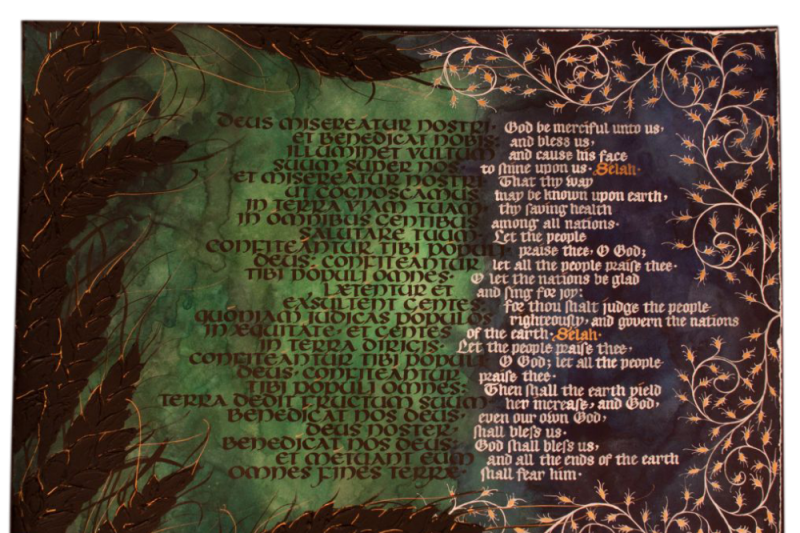 DEUS MISEREATUR NOSTRI·
ET BENEDICAT NOBIS:
ILLUMINET VULTUM
SUUM SUPER NOS·
ET MISEREATUR NOSTRI·
UT COGNOSCAMUS
IN TERRA VIAM TUAM·
IN OMNIBUS GENTIBUS
SALUTARE TUUM·
CONFITEANTUR TIBI POPULI
DEUS: CONFITEANTUR
TIBI POPULI OMNES·
LÆTENTUR ET
EXSULTENT GENTES·
QUONIAM JUDICAS POPULOS
IN ÆQUITATE· ET GENTES
IN TERRA DIRIGIS·
CONFITEANTUR TIBI POPULI
DEUS· CONFITEANTUR
TIBI POPULI OMNES·
TERRA DEDIT FRUCTUM SUUM·
BENEDICAT NOS DEUS·
DEUS NOSTER·
BENEDICAT NOS DEUS·
ET METUANT EUM
OMNES FINES TERRÆ·
God be merciful unto us,
and bless us,
and cause his face
to shine upon us· Selah·
That thy way
may be known upon earth,
thy saving health
among all nations·
Let the people
praise thee, O God;
let all the people praise thee·
O let the nations be glad
and sing for joy:
for thou shalt judge the people
righteously, and govern the nations
of the earth· Selah·
Let the people praise thee,
O God; let all the people
praise thee·
Then shall the earth yield
her increase, and God,
even our own God,
shall bless us·
God shall bless us,
and all the ends of the earth
shall fear him·